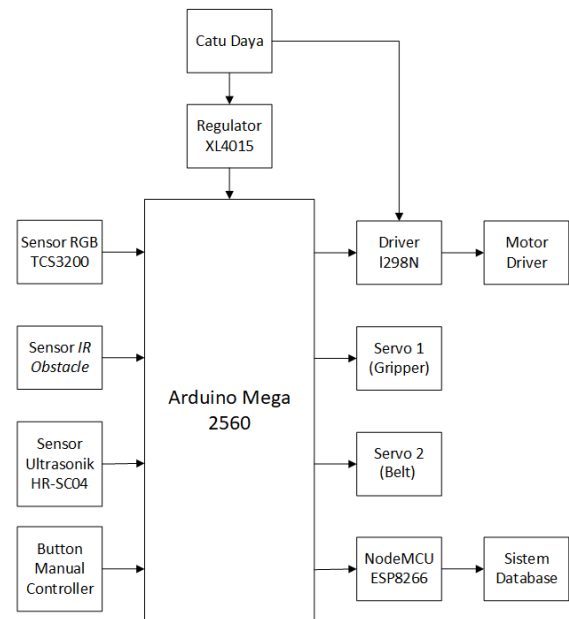 Catu Daya
Regulator
XL4015
Sensor RGB
TCS3200
Driver
l298N
Motor
Driver
Sensor IR
Obstacle
Servo 1
(Gripper)
Arduino Mega
2560
Sensor
Ultrasonik
HR-SC04
Servo 2
(Belt)
Button
Manual
Controller
NodeMCU
ESP8266
Sistem
Database